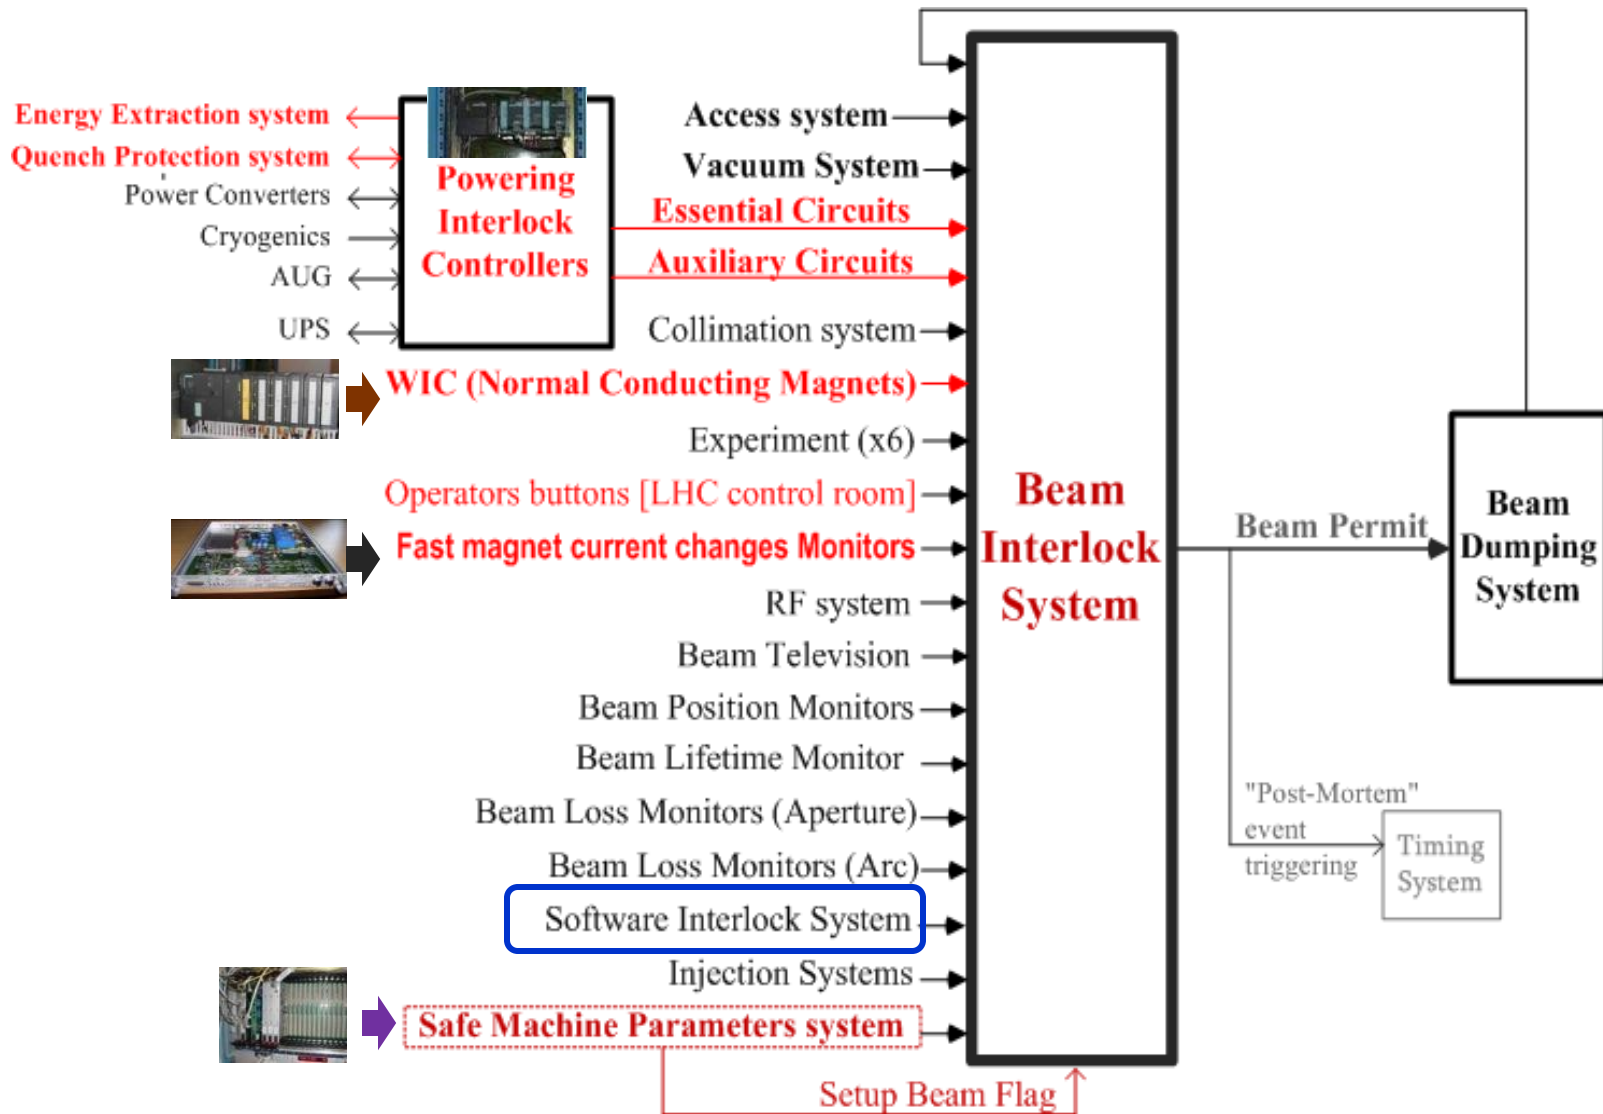 Energy Extraction system
Quench Protection system
Power Converters
Cryogenics
AUG
UPS
Powering
Interlock
Controllers
Access system
Vacuum System
Essential Circuits
Auxiliary Circuits
Collimation system
WIC (Normal Conducting Magnets)
Experiment (x6)
Operators buttons [LHC control room]
Fast magnet current changes Monitors
RF system
Beam Television
Beam Position Monitors
Beam Lifetime Monitor
Beam Loss Monitors (Aperture)
Beam Loss Monitors (Arc)
Software Interlock System
Injection Systems
Safe Machine Parameters system
Setup Beam Flag
Beam
Interlock
System
Beam Permit
Beam
Dumping
System
"Post-Mortem"
event
triggering
Timing
System